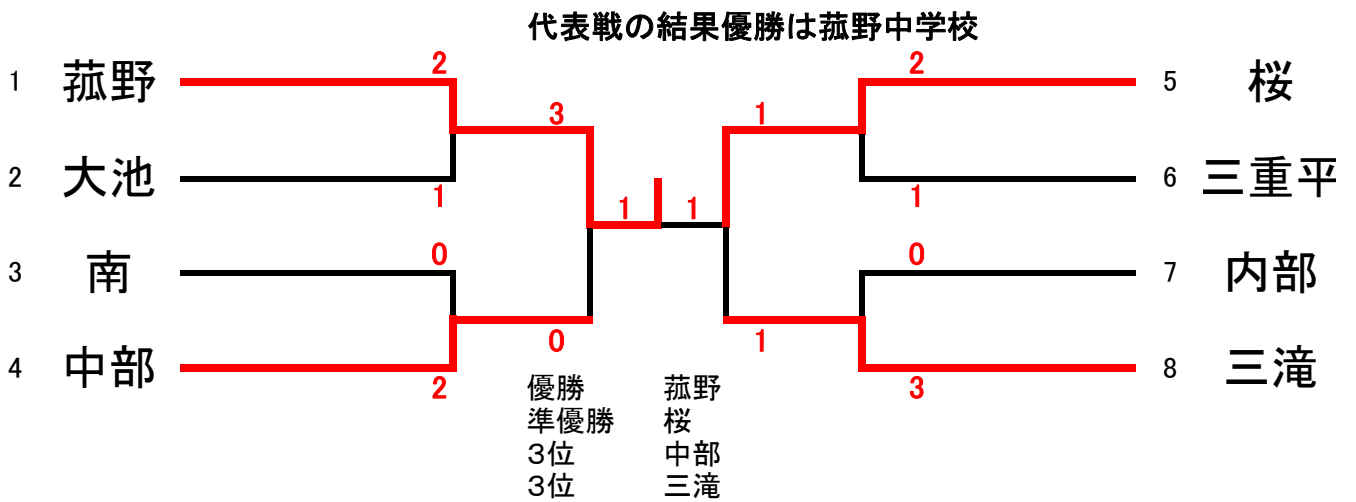 代表戦の結果優勝は菰野中学校
2 2
1 菰野 5 桜
3 1
2 大池 6 三重平
1 1
1 1
0 0
3 南 7 内部
0 1
4 中部 8 三滝
2 3
優勝 菰野
準優勝 桜
３位 中部
３位 三滝